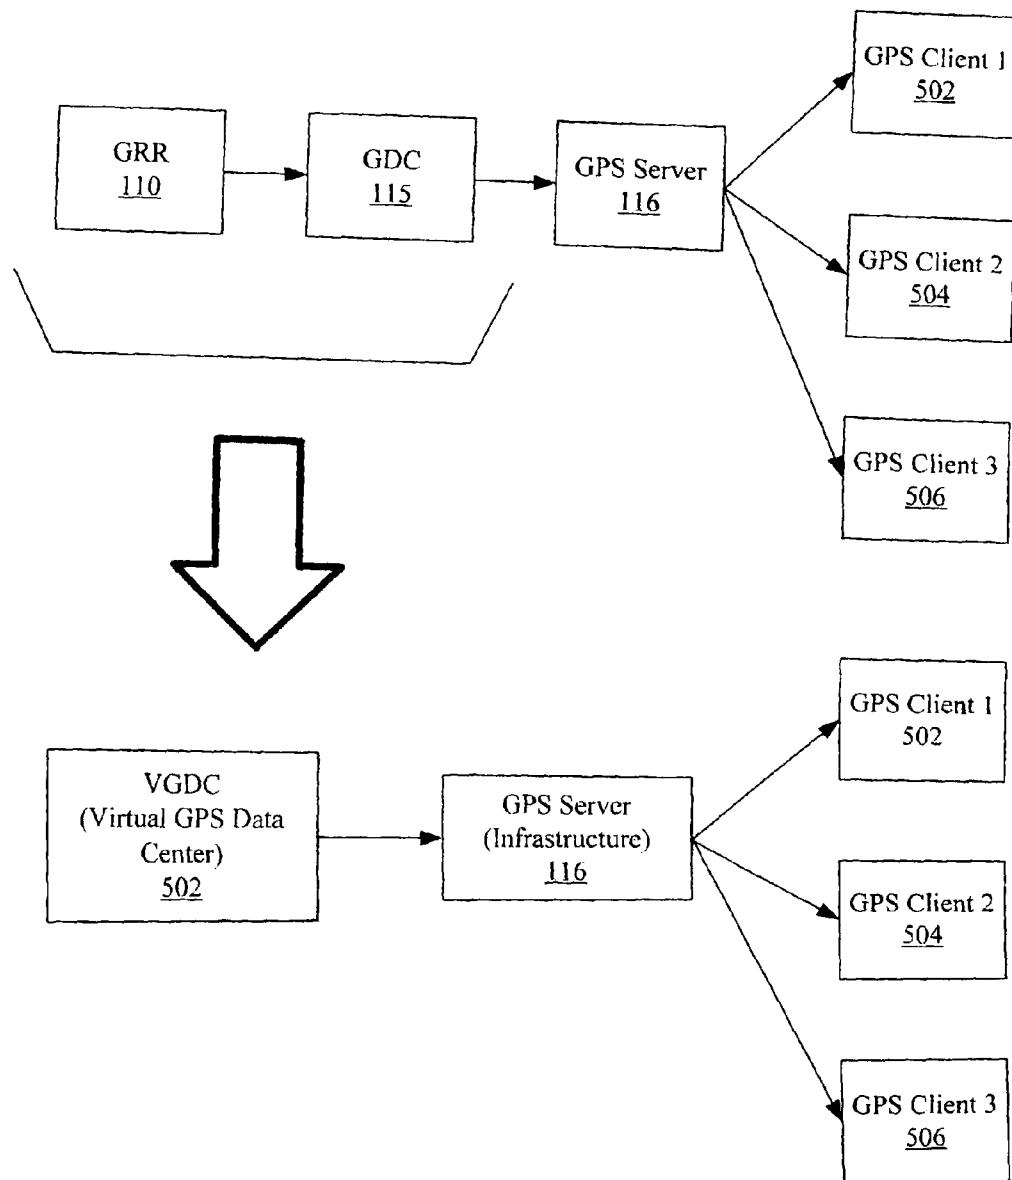 GPS Client 1
502
GRR
110
GDC
115
GPS Server
116
GPS Client 2
504
GPS Client 3
506
GPS Client 1
502
VGDC
(Virtual GPS Data
Center)
502
GPS Server
(Infrastructure)
116
GPS Client 2
504
GPS Client 3
506